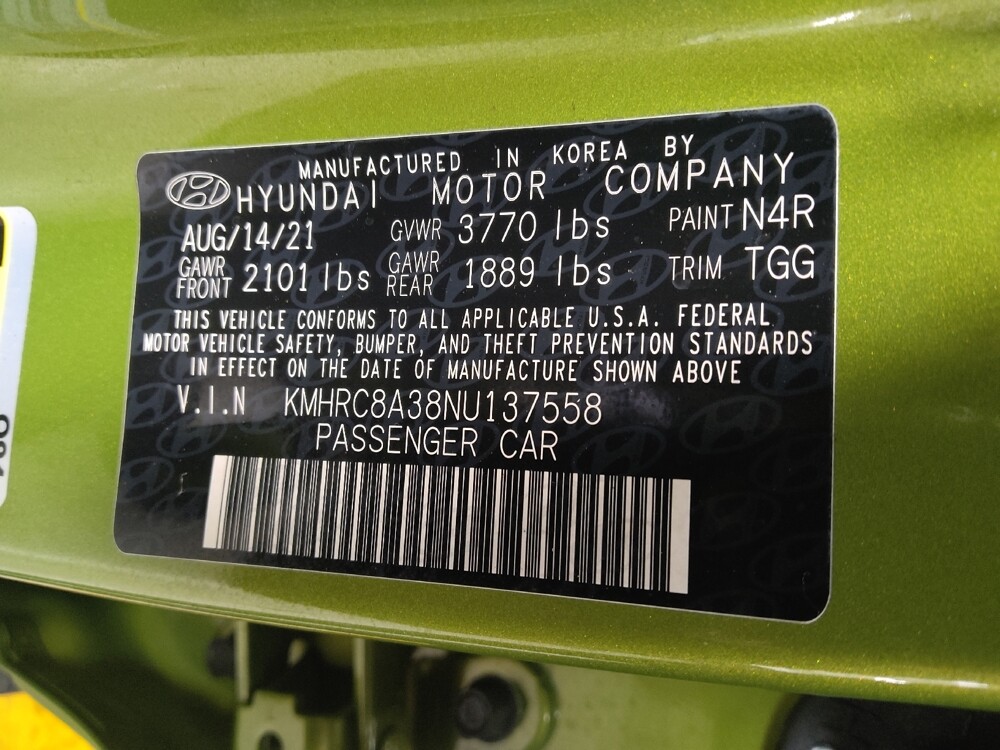 MANUFACTURED IN KOREA BY
HYUNDAI MOTOR COMPANY
AUG/14/21 GVWR 3770 lbs PAINT N4R
GAWR FRONT 2101 lbs GAWR REAR 1889 lbs TRIM TGG
THIS VEHICLE CONFORMS TO ALL APPLICABLE U.S.A. FEDERAL
MOTOR VEHICLE SAFETY, BUMPER, AND THEFT PREVENTION STANDARDS
IN EFFECT ON THE DATE OF MANUFACTURE SHOWN ABOVE
V.I.N KMHRC8A38NU137558
PASSENGER CAR